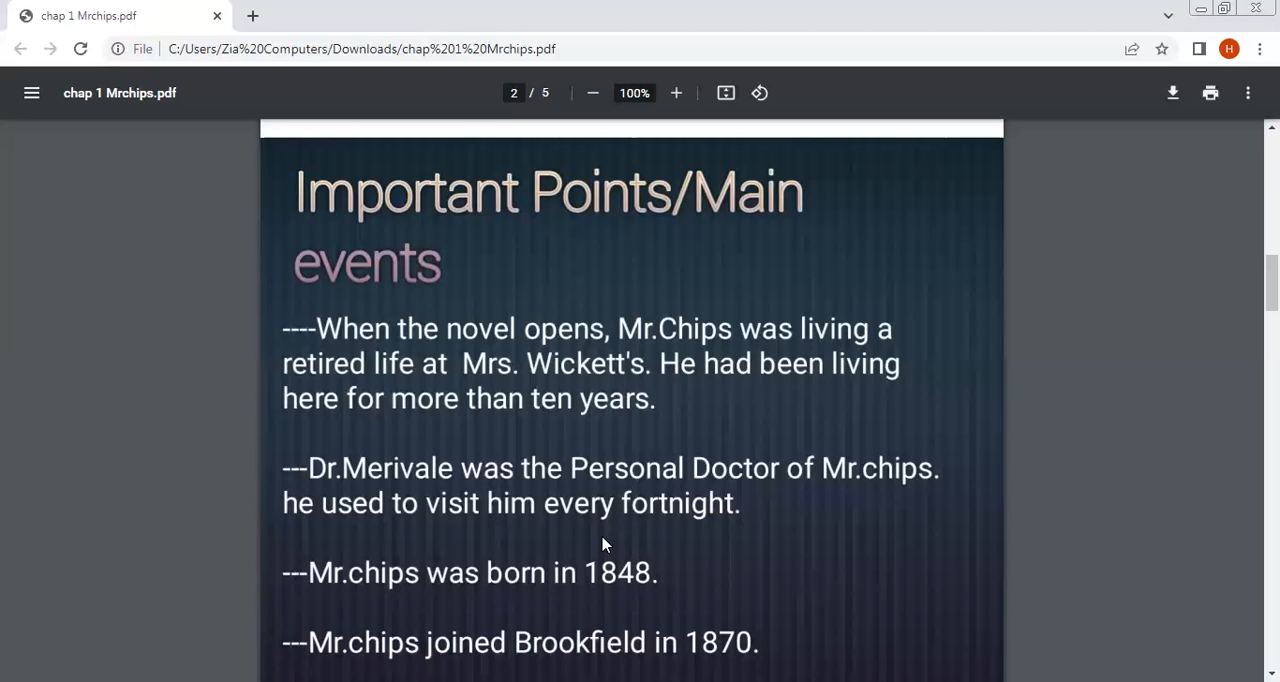 chap 1 Mrchips.pdf
File
C:/Users/Zia%20Computers/Downloads/chap%201%20Mrchips.pdf
H
chap 1 Mrchips.pdf
2 / 5
100%
Important Points/Main
events
----When the novel opens, Mr.Chips was living a
retired life at Mrs. Wickett's. He had been living
here for more than ten years.
---Dr.Merivale was the Personal Doctor of Mr.chips.
he used to visit him every fortnight.
---Mr.chips was born in 1848.
---Mr.chips joined Brookfield in 1870.